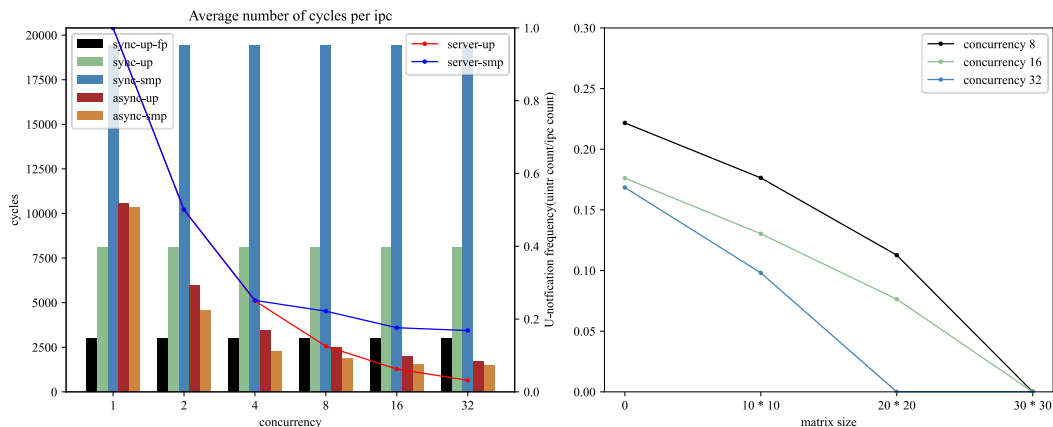 Average number of cycles per ipc
sync-up-fp
sync-up
sync-smp
async-up
async-smp
server-up
server-smp
20000
17500
15000
12500
10000
7500
5000
2500
0
cycles
1.0
0.8
0.6
0.4
0.2
0.0
U-notfication frequency(uintr count/ipc count)
1 2 4 8 16 32
concurrency
concurrency 8
concurrency 16
concurrency 32
0.30
0.25
0.20
0.15
0.10
0.05
0.00
0 10 * 10 20 * 20 30 * 30
matrix size